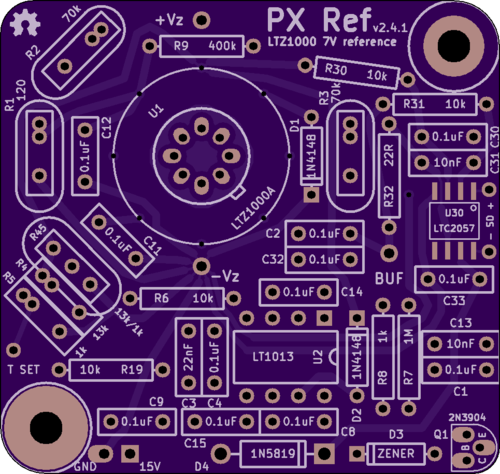 PX Ref v2.4.1
LTZ1000 7V reference
+Vz
R2
70k
R9 400k
R30 10k
R1
120
C12
0.1uF
U1
LTZ1000A
D1
1N4148
R3
70k
R31 10k
22R
R32
0.1uF C30
10nF C31
U30
LTC2057
- 5D +
C11
0.1uF
C2 0.1uF
C32 0.1uF
-Vz
BUF
R45
R4
R5
13k/1k
13k
1k
R6 10k
0.1uF C14
0.1uF
C33
T SET
10k R19
22nF
C3
0.1uF
C4
LT1013 U2
1N4148
D2
1k
R8
1M
R7
C13
10nF
0.1uF
C1
C9
0.1uF
C15
0.1uF
0.1uF
C8
GND 15V
D4 1N5819
D3
ZENER
2N3904
Q1
B E
C